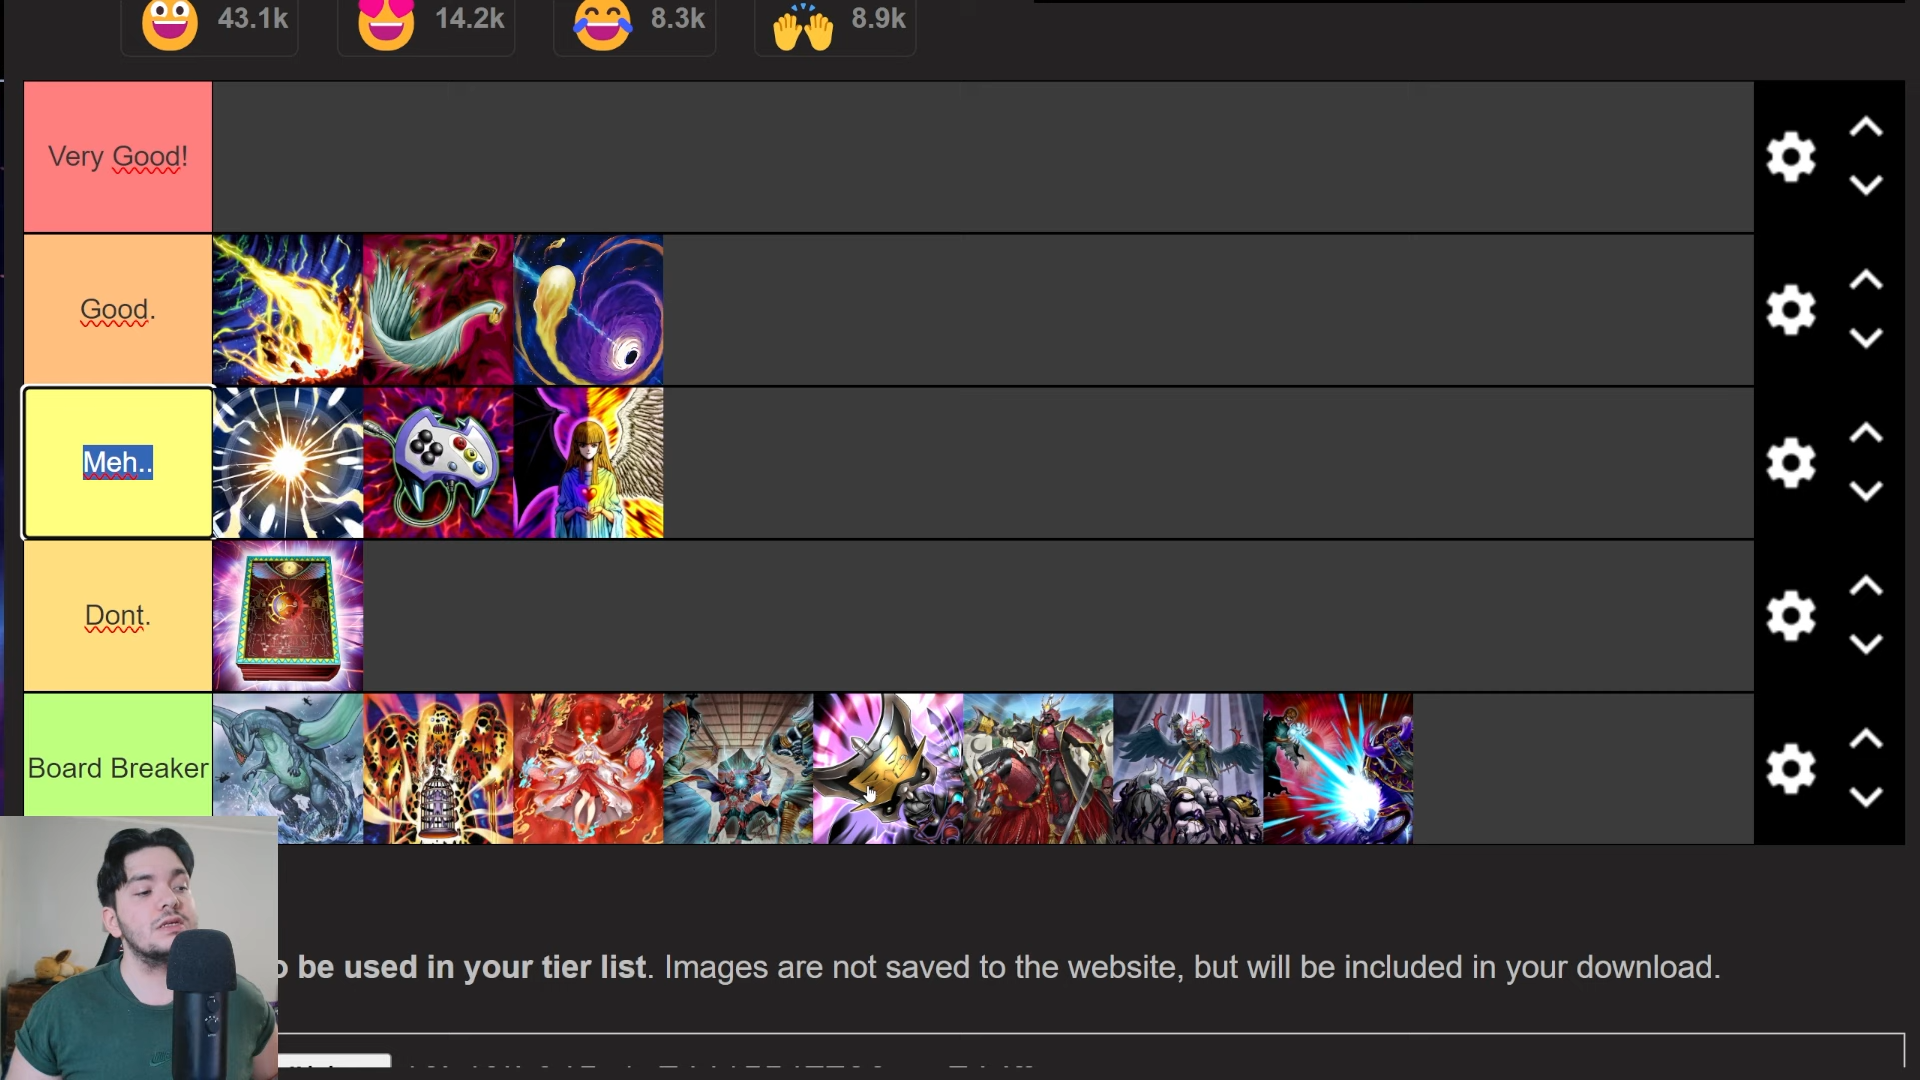 43.1k 14.2k 8.3k 8.9k
Very Good!
Good.
Meh..
Dont.
Board Breaker
be used in your tier list. Images are not saved to the website, but will be included in your download.